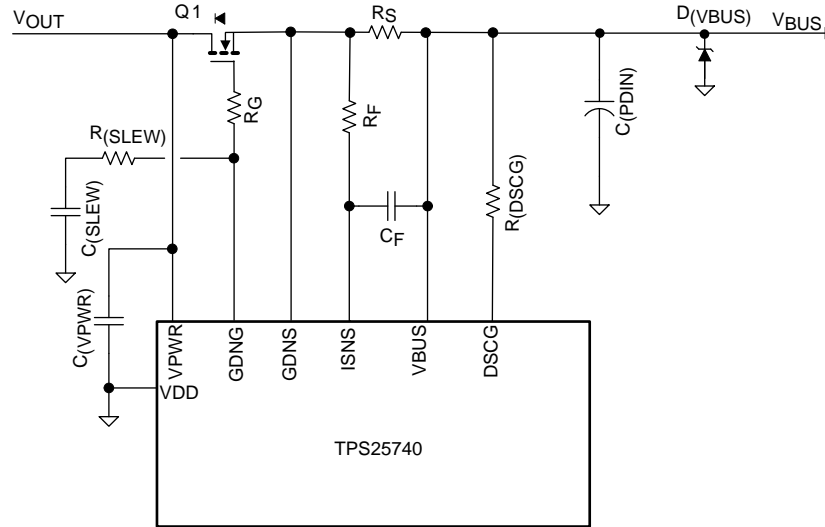 VOUT
Q1
RS
D(VBUS)
VBUS
RG
RF
C(PDIN)
R(SLEW)
C(SLEW)
CF
R(DSCG)
C(VPWR)
VPWR
GDNG
GDNS
ISNS
VBUS
DSCG
VDD
TPS25740